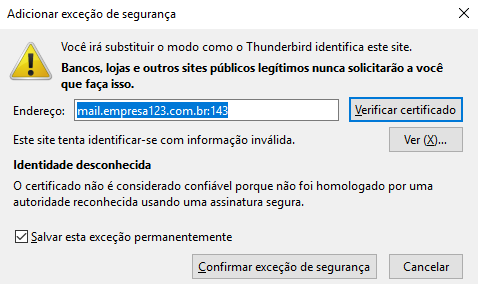 Adicionar exceção de segurança
Você irá substituir o modo como o Thunderbird identifica este site.
Bancos, lojas e outros sites públicos legítimos nunca solicitarão a você
que faça isso.
Endereço: mail.empresa123.com.br:143 Verificar certificado
Este site tenta identificar-se com informação inválida. Ver (X)...
Identidade desconhecida
O certificado não é considerado confiável porque não foi homologado por uma
autoridade reconhecida usando uma assinatura segura.
Salvar esta exceção permanentemente
Confirmar exceção de segurança Cancelar